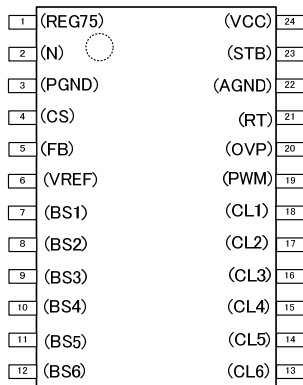 1 (REG75) (VCC) 24
2 (N) (STB) 23
3 (PGND) (AGND) 22
4 (CS) (RT) 21
5 (FB) (OVP) 20
6 (VREF) (PWM) 19
7 (BS1) (CL1) 18
8 (BS2) (CL2) 17
9 (BS3) (CL3) 16
10 (BS4) (CL4) 15
11 (BS5) (CL5) 14
12 (BS6) (CL6) 13